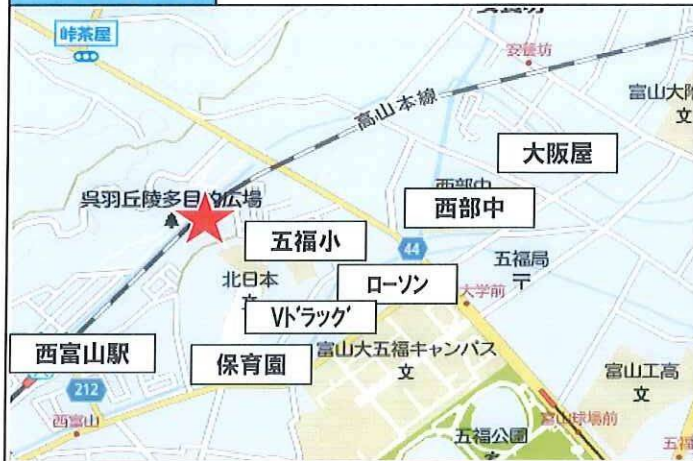 峠茶屋
安養坊
高山本線
富山大附
文
大阪屋
西部中
西部中
呉羽丘陵多目的広場
五福小
44
五福局
〒
北日本
文
ローソン
大学前
Vドラッグ
西富山駅
保育園
富山大五福キャンパス
文
富山工高
文
212
西富山
富山球場前
五福公園
五福